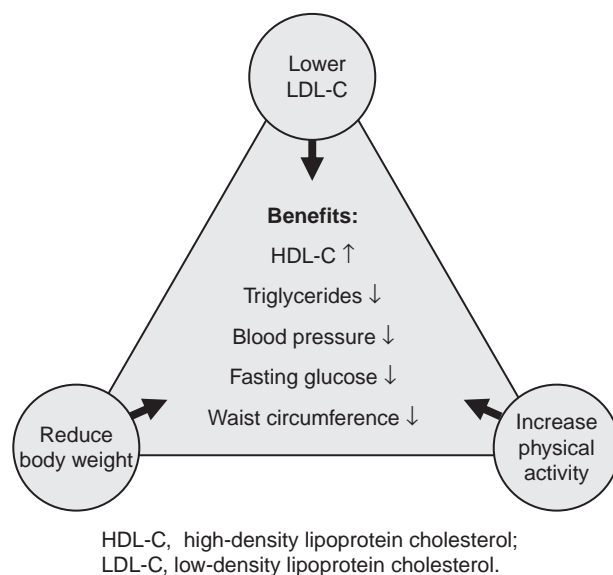 Lower
LDL-C
Benefits:
HDL-C ↑
Triglycerides ↓
Blood pressure ↓
Fasting glucose ↓
Waist circumference ↓
Reduce
body weight
Increase
physical
activity
HDL-C, high-density lipoprotein cholesterol;
LDL-C, low-density lipoprotein cholesterol.